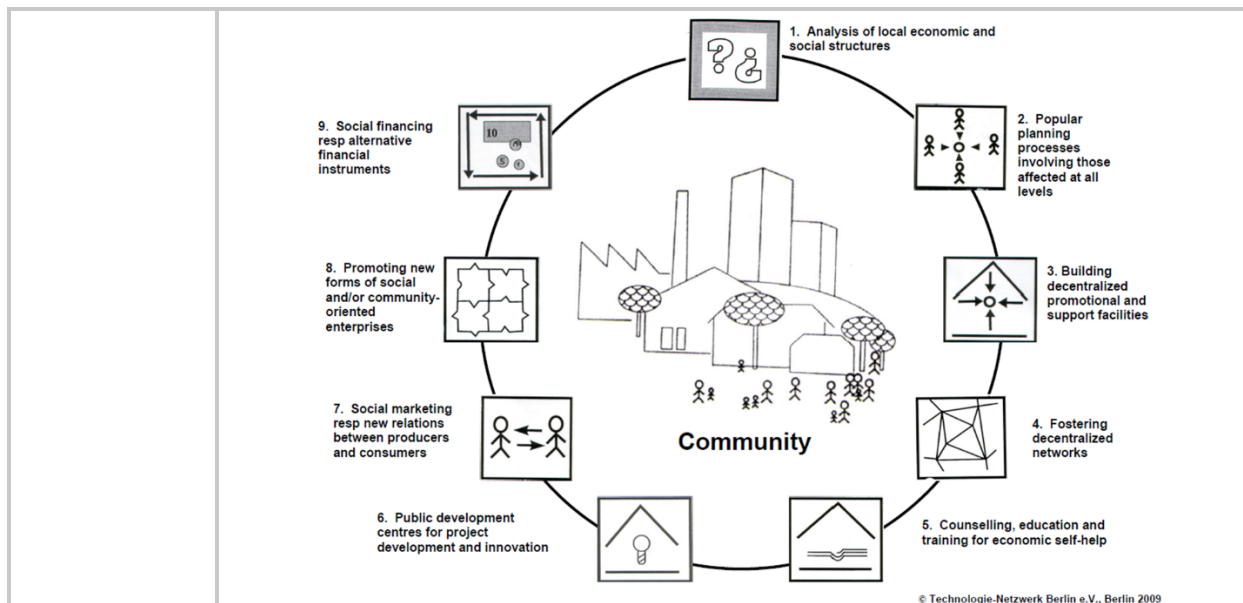 1. Analysis of local economic and
social structures
2. Popular
planning
processes
involving those
affected at all
levels
3. Building
decentralized
promotional and
support facilities
4. Fostering
decentralized
networks
5. Counselling, education and
training for economic self-help
6. Public development
centres for project
development and innovation
7. Social marketing
resp new relations
between producers
and consumers
8. Promoting new
forms of social
and/or community-
oriented
enterprises
9. Social financing
resp alternative
financial
instruments
10
Community
© Technologie-Netzwerk Berlin e.V., Berlin 2009